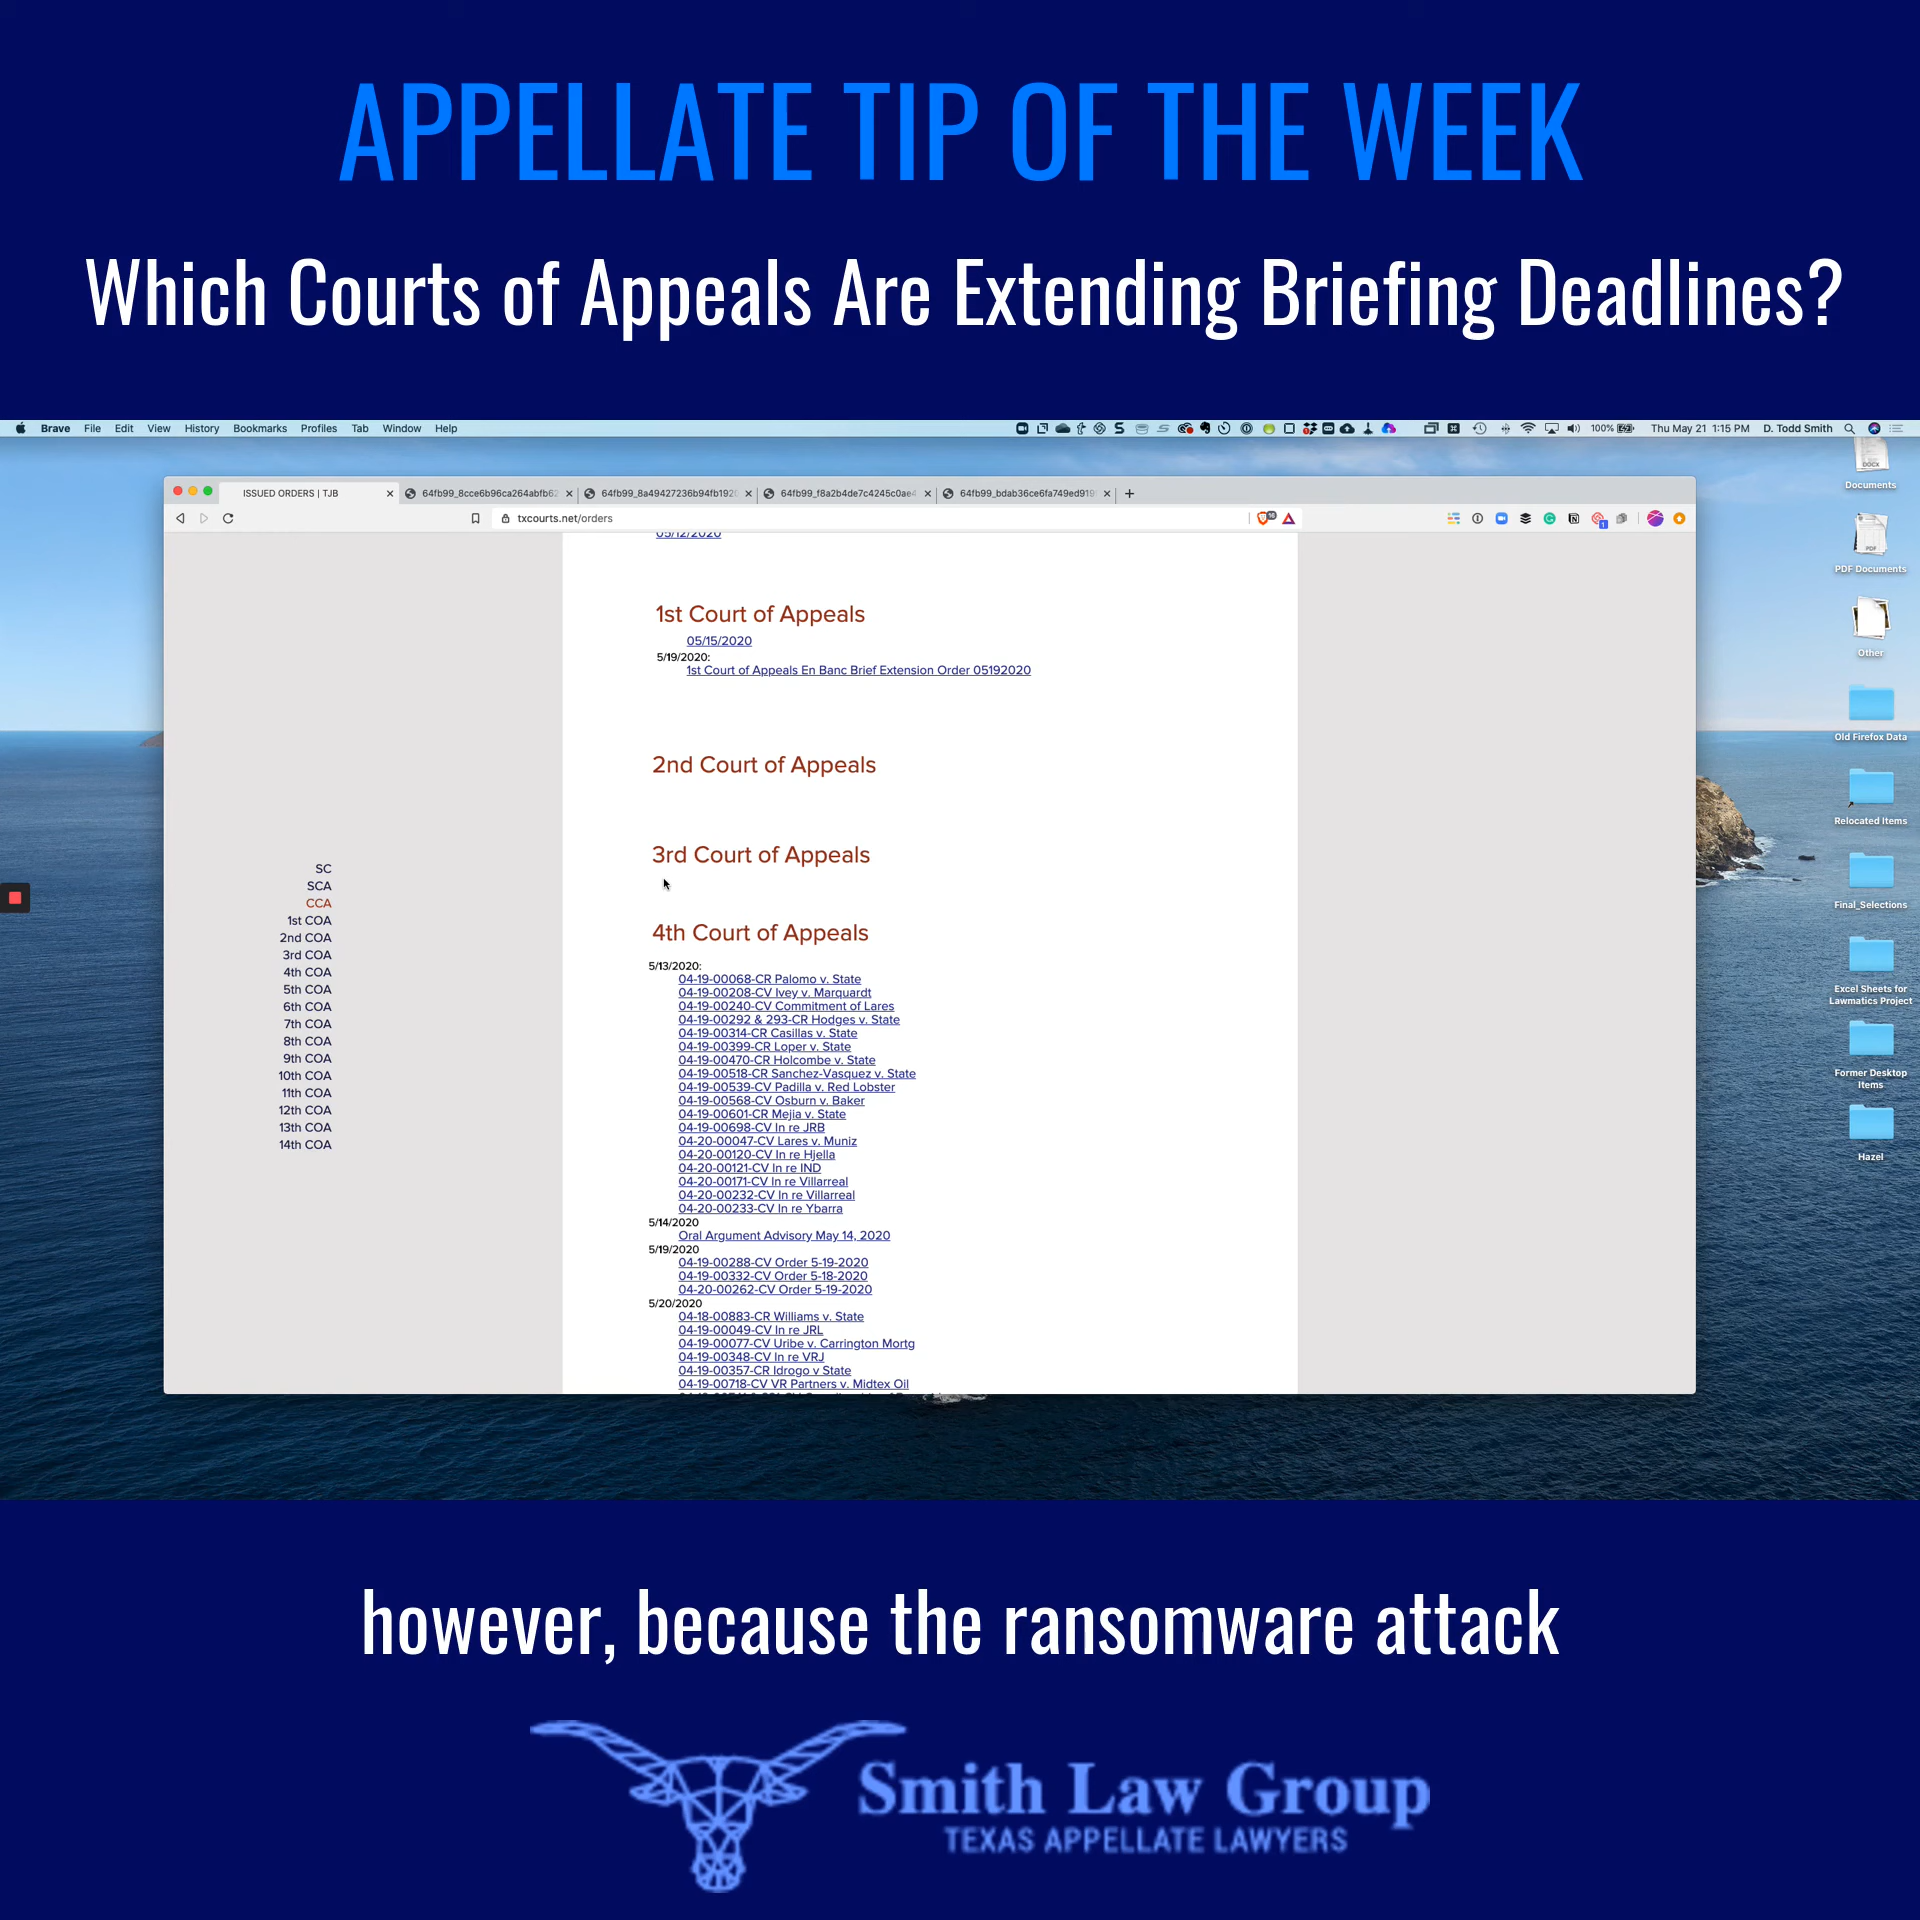 APPELLATE TIP OF THE WEEK
Which Courts of Appeals Are Extending Briefing Deadlines?
Brave File Edit View History Bookmarks Profiles Tab Window Help
100% Thu May 21 1:15 PM D. Todd Smith
ISSUED ORDERS | TJB
64fb99_8cce6b96ca264abfb62
64fb99_8a49427236b94fb192
64fb99_f8a2b4de7c4245c0ae4
64fb99_bdab36ce6fa749ed919
txcourts.net/orders
05/12/2020
1st Court of Appeals
05/15/2020
5/19/2020:
1st Court of Appeals En Banc Brief Extension Order 05192020
2nd Court of Appeals
3rd Court of Appeals
4th Court of Appeals
5/13/2020:
04-19-00068-CR Palomo v. State
04-19-00208-CV Ivey v. Marquardt
04-19-00240-CV Commitment of Lares
04-19-00292 & 293-CR Hodges v. State
04-19-00314-CR Casillas v. State
04-19-00399-CR Loper v. State
04-19-00470-CR Holcombe v. State
04-19-00518-CR Sanchez-Vasquez v. State
04-19-00539-CV Padilla v. Red Lobster
04-19-00568-CV Osburn v. Baker
04-19-00601-CR Mejia v. State
04-19-00698-CV In re JRB
04-20-00047-CV Lares v. Muniz
04-20-00120-CV In re Hjella
04-20-00121-CV In re IND
04-20-00171-CV In re Villarreal
04-20-00232-CV In re Villarreal
04-20-00233-CV In re Ybarra
5/14/2020
Oral Argument Advisory May 14, 2020
5/19/2020
04-19-00288-CV Order 5-19-2020
04-19-00332-CV Order 5-18-2020
04-20-00262-CV Order 5-19-2020
5/20/2020
04-18-00883-CR Williams v. State
04-19-00049-CV In re JRL
04-19-00077-CV Uribe v. Carrington Mortg
04-19-00348-CV In re VRJ
04-19-00357-CR Idrogo v State
04-19-00718-CV VR Partners v. Midtex Oil
SC
SCA
CCA
1st COA
2nd COA
3rd COA
4th COA
5th COA
6th COA
7th COA
8th COA
9th COA
10th COA
11th COA
12th COA
13th COA
14th COA
DOCX
Documents
PDF
PDF Documents
Other
Old Firefox Data
Relocated Items
Final_Selections
Excel Sheets for
Lawmatics Project
Former Desktop
Items
Hazel
however, because the ransomware attack
Smith Law Group
TEXAS APPELLATE LAWYERS